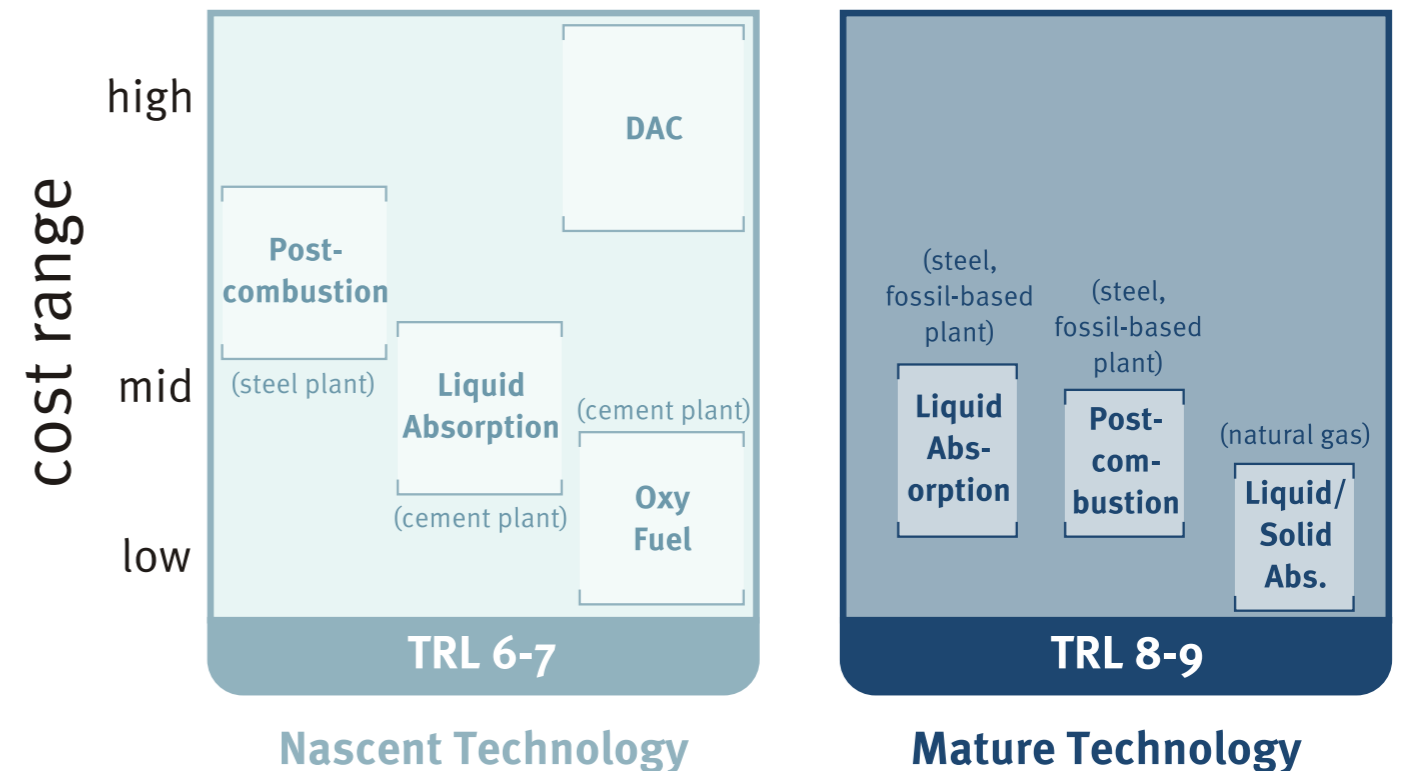 cost range
high
mid
low
DAC
Post-
combustion
(steel plant)
Liquid
Absorption
(cement plant)
(cement plant)
Oxy
Fuel
TRL 6-7
Nascent Technology
(steel,
fossil-based
plant)
Liquid
Abs-
orption
(steel,
fossil-based
plant)
Post-
com-
bustion
(natural gas)
Liquid/
Solid
Abs.
TRL 8-9
Mature Technology